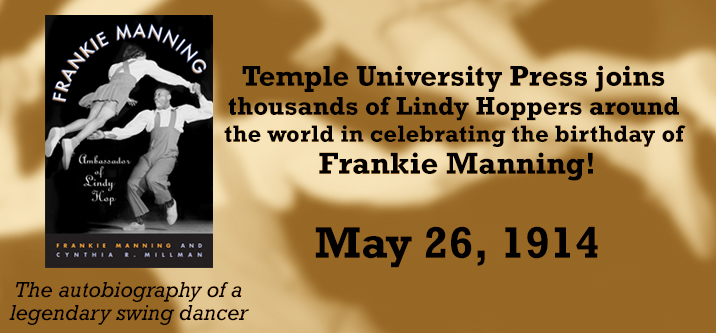 FRANKIE MANNING
Ambassador
of
Lindy
Hop
FRANKIE MANNING AND
CYNTHIA R. MILLMAN
The autobiography of a
legendary swing dancer
Temple University Press joins
thousands of Lindy Hoppers around
the world in celebrating the birthday of
Frankie Manning!
May 26, 1914